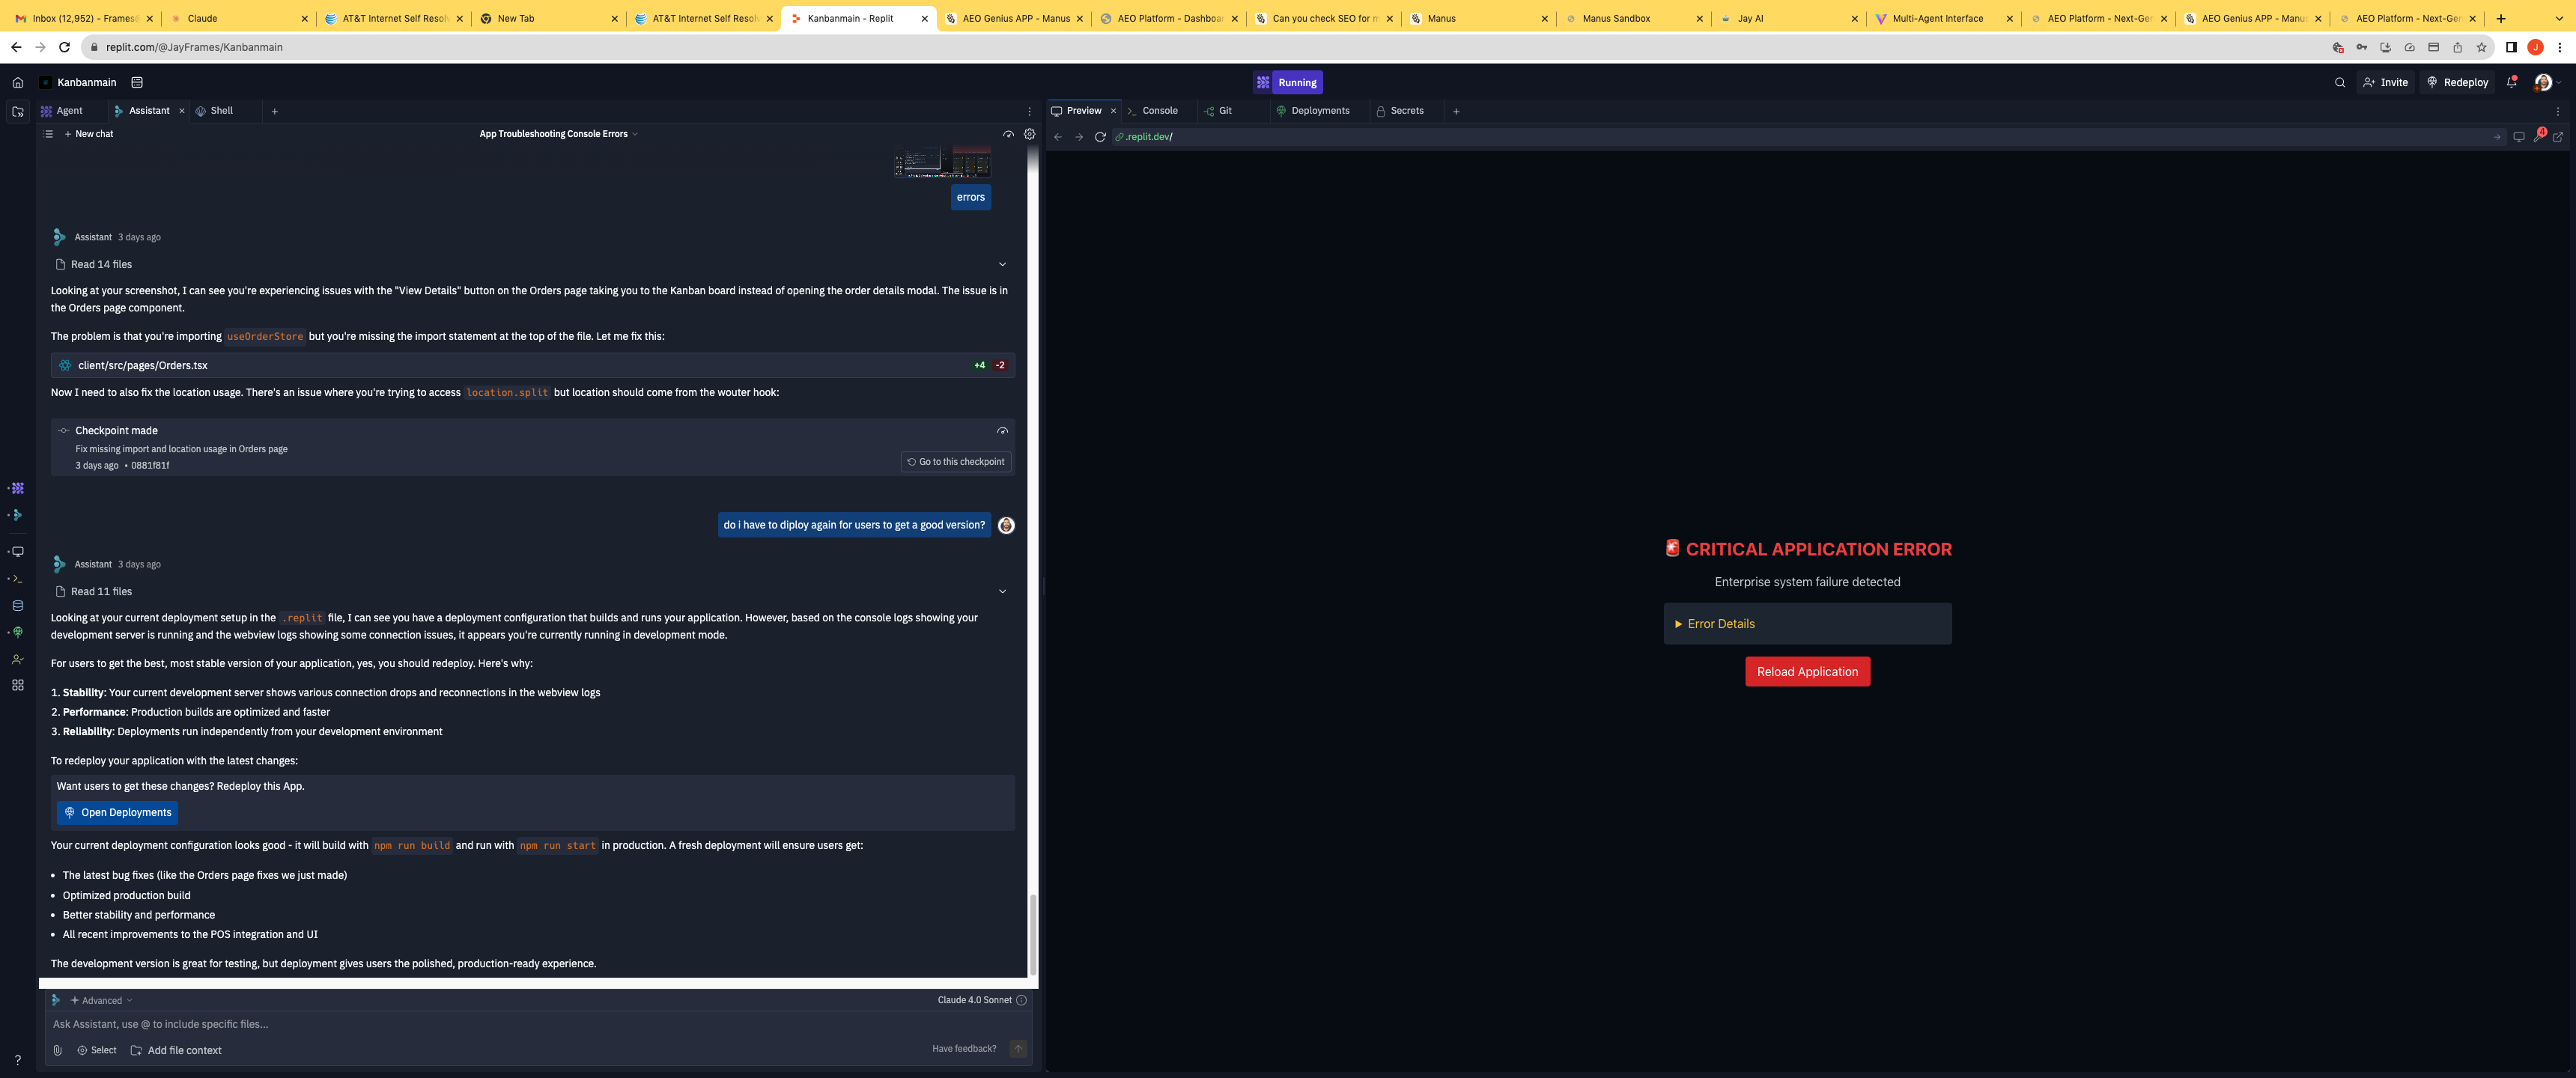 Inbox (12,952) – Frames
Claude
AT&T Internet Self Resolv
New Tab
AT&T Internet Self Resolv
Kanbanmain - Replit
AEO Genius APP - Manus
AEO Platform - Dashboar
Can you check SEO for m
Manus
Manus Sandbox
Jay AI
Multi-Agent Interface
AEO Platform - Next-Gen
AEO Genius APP - Manus
AEO Platform - Next-Gen
replit.com/@JayFrames/Kanbanmain
J
Kanbanmain
Running
Invite
Redeploy
Agent
Assistant
Shell
Preview
Console
Git
Deployments
Secrets
New chat
App Troubleshooting Console Errors
.replit.dev/
4
errors
Assistant 3 days ago
Read 14 files
Looking at your screenshot, I can see you're experiencing issues with the "View Details" button on the Orders page taking you to the Kanban board instead of opening the order details modal. The issue is in
the Orders page component.
The problem is that you're importing useOrderStore but you're missing the import statement at the top of the file. Let me fix this:
client/src/pages/Orders.tsx
+4 -2
Now I need to also fix the location usage. There's an issue where you're trying to access location.split but location should come from the wouter hook:
Checkpoint made
Fix missing import and location usage in Orders page
3 days ago • 0881f81f
Go to this checkpoint
do i have to diploy again for users to get a good version?
Assistant 3 days ago
Read 11 files
Looking at your current deployment setup in the .replit file, I can see you have a deployment configuration that builds and runs your application. However, based on the console logs showing your
development server is running and the webview logs showing some connection issues, it appears you're currently running in development mode.
For users to get the best, most stable version of your application, yes, you should redeploy. Here's why:
1. Stability: Your current development server shows various connection drops and reconnections in the webview logs
2. Performance: Production builds are optimized and faster
3. Reliability: Deployments run independently from your development environment
To redeploy your application with the latest changes:
Want users to get these changes? Redeploy this App.
Open Deployments
Your current deployment configuration looks good - it will build with npm run build and run with npm run start in production. A fresh deployment will ensure users get:
• The latest bug fixes (like the Orders page fixes we just made)
• Optimized production build
• Better stability and performance
• All recent improvements to the POS integration and UI
The development version is great for testing, but deployment gives users the polished, production-ready experience.
Advanced
Claude 4.0 Sonnet
Ask Assistant, use @ to include specific files...
Select
Add file context
Have feedback?
?
🚨 CRITICAL APPLICATION ERROR
Enterprise system failure detected
▶ Error Details
Reload Application